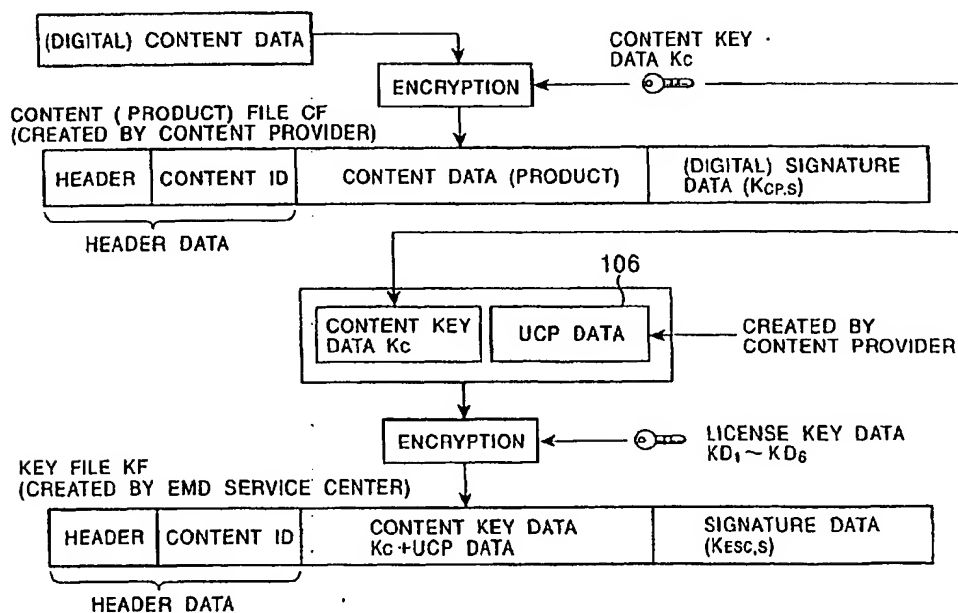 (DIGITAL) CONTENT DATA
CONTENT KEY
DATA Kc
ENCRYPTION
CONTENT (PRODUCT) FILE CF
(CREATED BY CONTENT PROVIDER)
HEADER
CONTENT ID
CONTENT DATA (PRODUCT)
(DIGITAL) SIGNATURE
DATA (KCP,S)
HEADER DATA
106
CONTENT KEY
DATA Kc
UCP DATA
CREATED BY
CONTENT PROVIDER
ENCRYPTION
LICENSE KEY DATA
KD1~KD6
KEY FILE KF
(CREATED BY EMD SERVICE CENTER)
HEADER
CONTENT ID
CONTENT KEY DATA
Kc+UCP DATA
SIGNATURE DATA
(KESC,S)
HEADER DATA